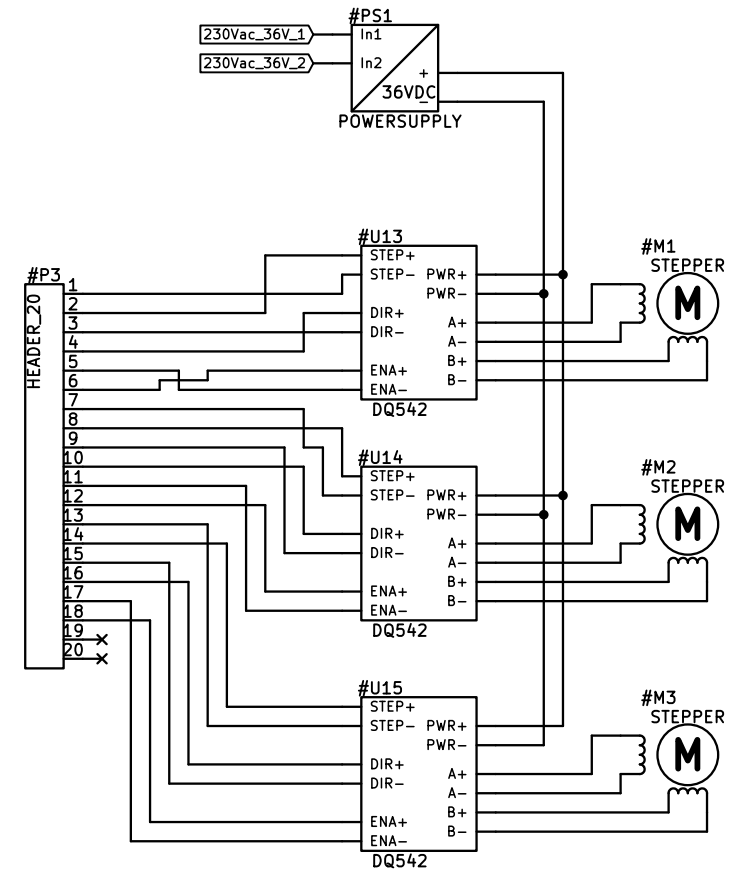 #PS1
230Vac_36V_1
In1
230Vac_36V_2
In2
+
36VDC
−
POWERSUPPLY
#P3
HEADER_20
1
2
3
4
5
6
7
8
9
10
11
12
13
14
15
16
17
18
19
20
#U13
STEP+
STEP− PWR+
PWR−
DIR+ A+
DIR− A−
B+
ENA+ B−
ENA−
DQ542
#M1
STEPPER
M
#U14
STEP+
STEP− PWR+
PWR−
DIR+ A+
DIR− A−
B+
ENA+ B−
ENA−
DQ542
#M2
STEPPER
M
#U15
STEP+
STEP− PWR+
PWR−
DIR+ A+
DIR− A−
B+
ENA+ B−
ENA−
DQ542
#M3
STEPPER
M